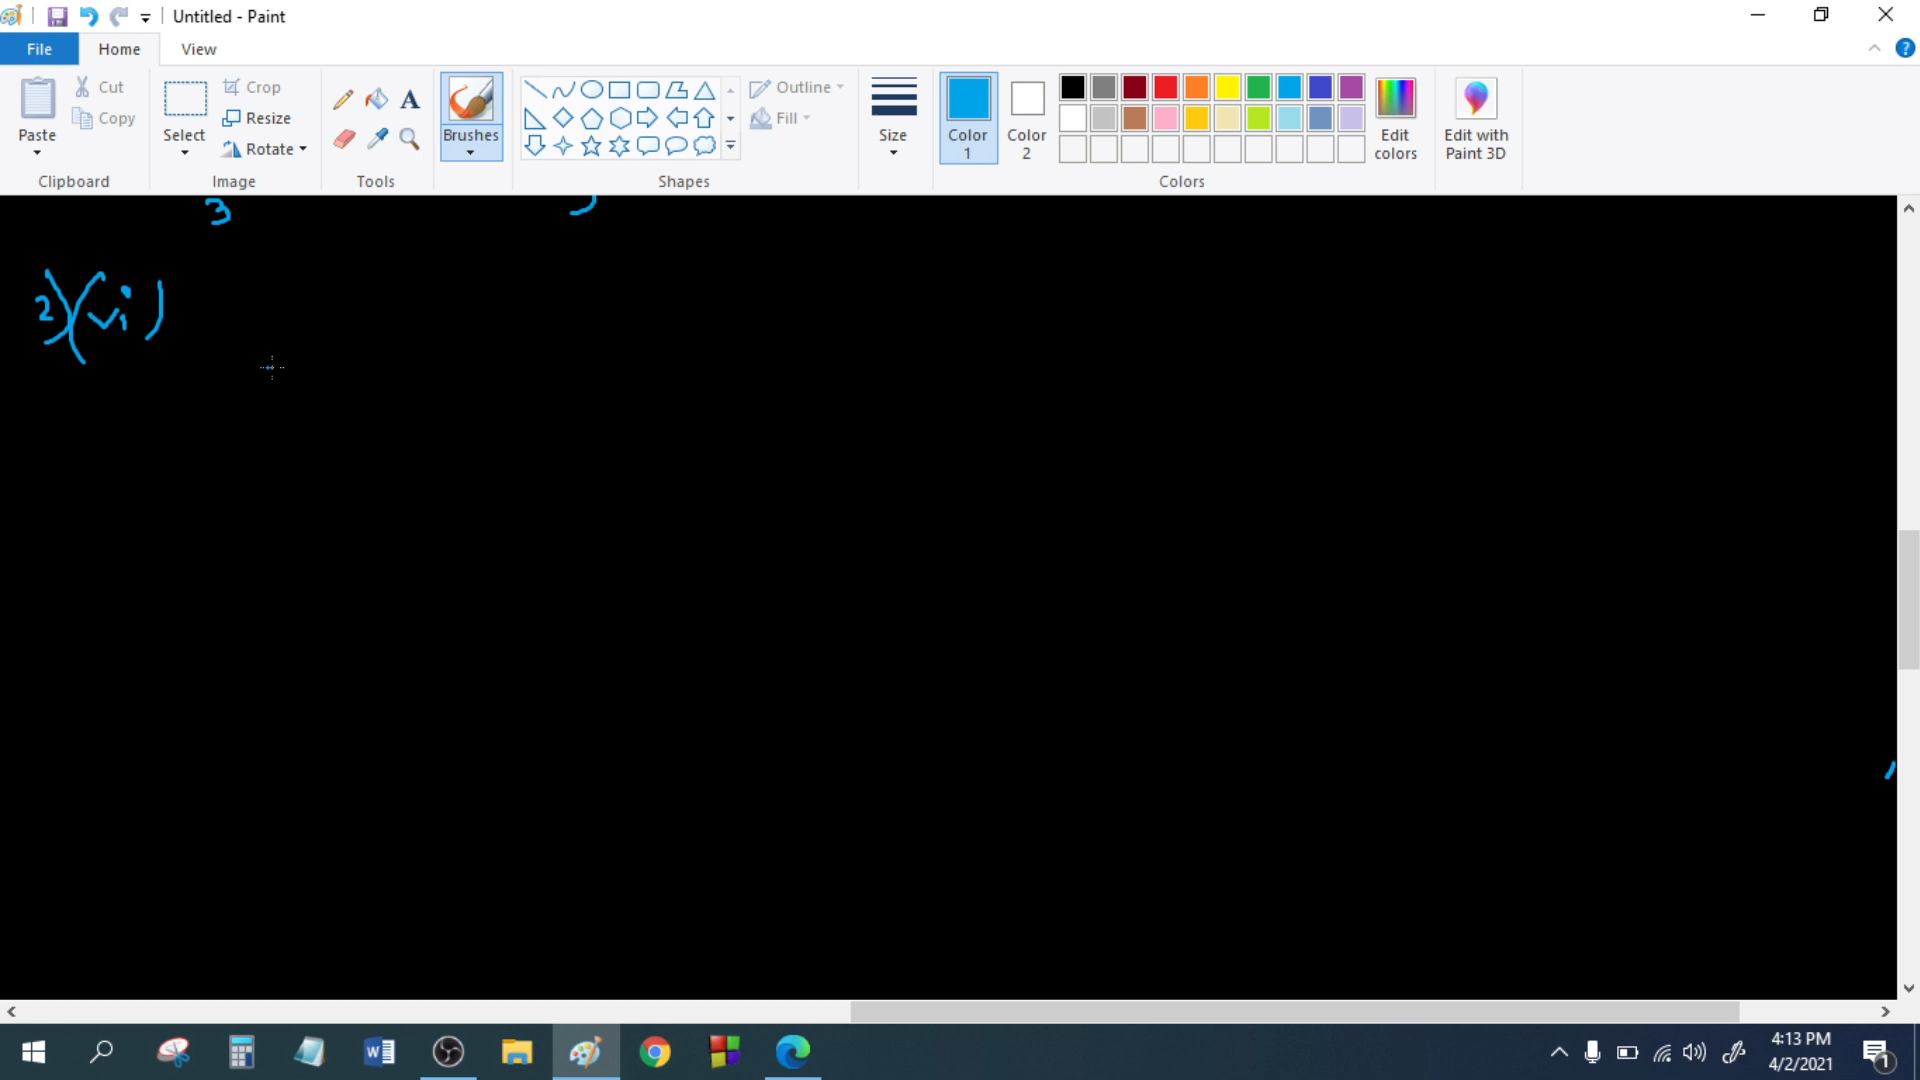 Untitled - Paint
File Home View
Paste Cut Copy Clipboard
Select Crop Resize Rotate Image
Tools
Brushes
Outline Fill Shapes
Size
Color 1 Color 2 Edit colors Edit with Paint 3D Colors
3
2) (vi)
4:13 PM
4/2/2021
1